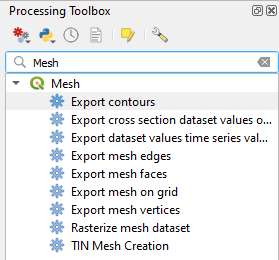 Processing Toolbox
Mesh
Mesh
Export contours
Export cross section dataset values o...
Export dataset values time series val...
Export mesh edges
Export mesh faces
Export mesh on grid
Export mesh vertices
Rasterize mesh dataset
TIN Mesh Creation